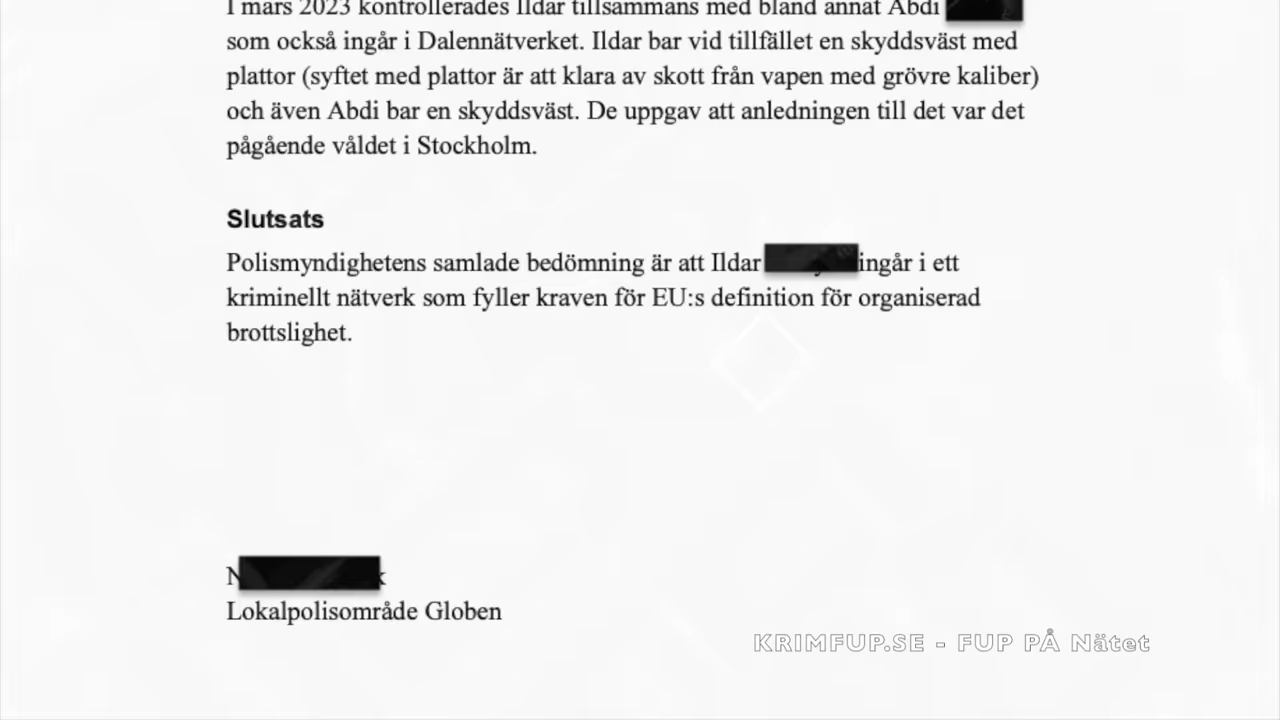 I mars 2023 kontrollerades Ildar tillsammans med bland annat Abdi
som också ingår i Dalennätverket. Ildar bar vid tillfället en skyddsväst med
plattor (syftet med plattor är att klara av skott från vapen med grövre kaliber)
och även Abdi bar en skyddsväst. De uppgav att anledningen till det var det
pågående våldet i Stockholm.
Slutsats
Polismyndighetens samlade bedömning är att Ildar ingår i ett
kriminellt nätverk som fyller kraven för EU:s definition för organiserad
brottslighet.
Lokalpolisområde Globen
KRIMFUP.SE - FUP PÅ Nätet